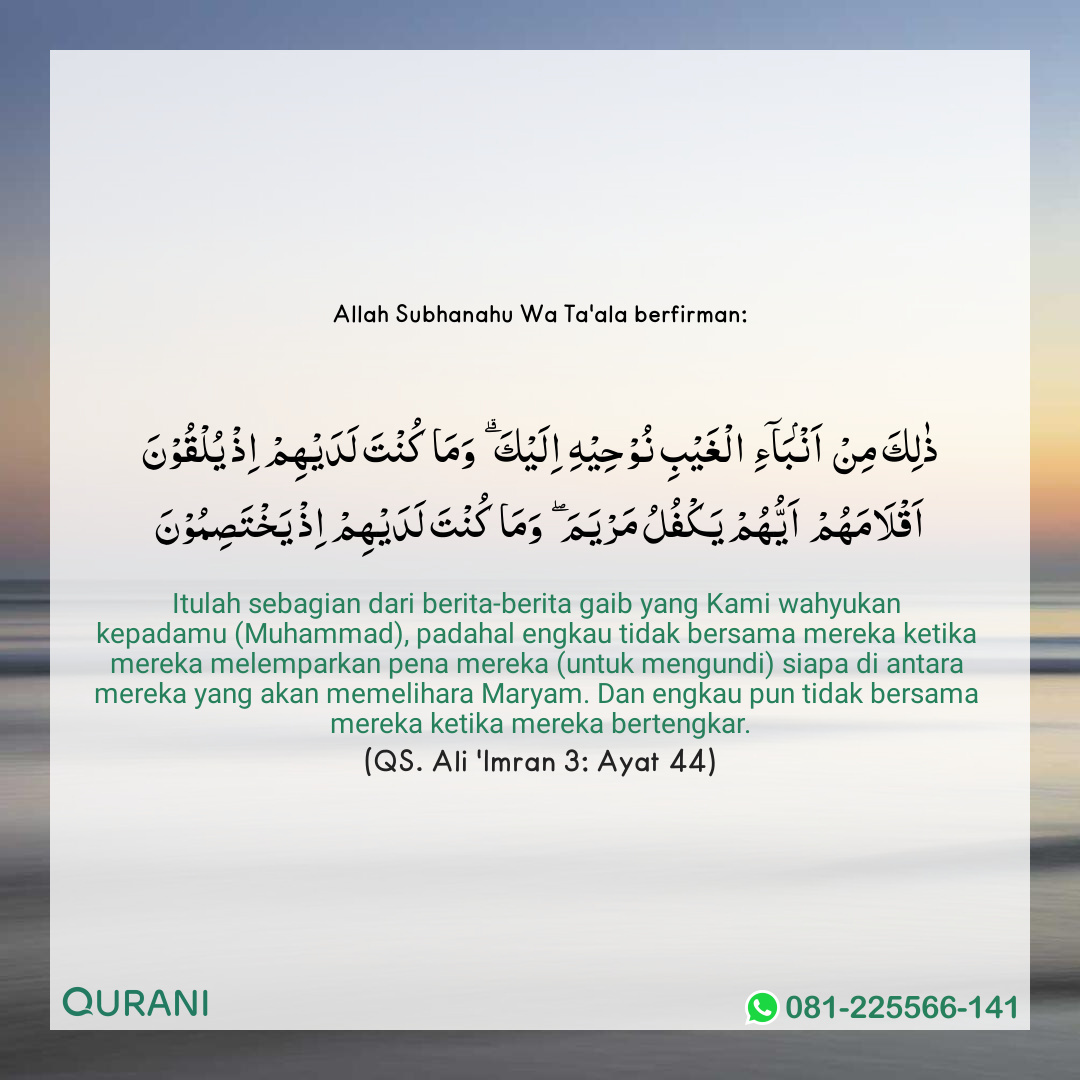 Allah Subhanahu Wa Ta'ala berfirman:
ذٰلِكَ مِنْ اَنْۢبَآءِ الْغَيْبِ نُوْحِيْهِ اِلَيْكَ ۗ وَمَا كُنْتَ لَدَيْهِمْ اِذْ يُلْقُوْنَ
اَقْلَامَهُمْ اَيُّهُمْ يَكْفُلُ مَرْيَمَ ۖ وَمَا كُنْتَ لَدَيْهِمْ اِذْ يَخْتَصِمُوْنَ
Itulah sebagian dari berita-berita gaib yang Kami wahyukan
kepadamu (Muhammad), padahal engkau tidak bersama mereka ketika
mereka melemparkan pena mereka (untuk mengundi) siapa di antara
mereka yang akan memelihara Maryam. Dan engkau pun tidak bersama
mereka ketika mereka bertengkar.
(QS. Ali 'Imran 3: Ayat 44)
QURANI
081-225566-141